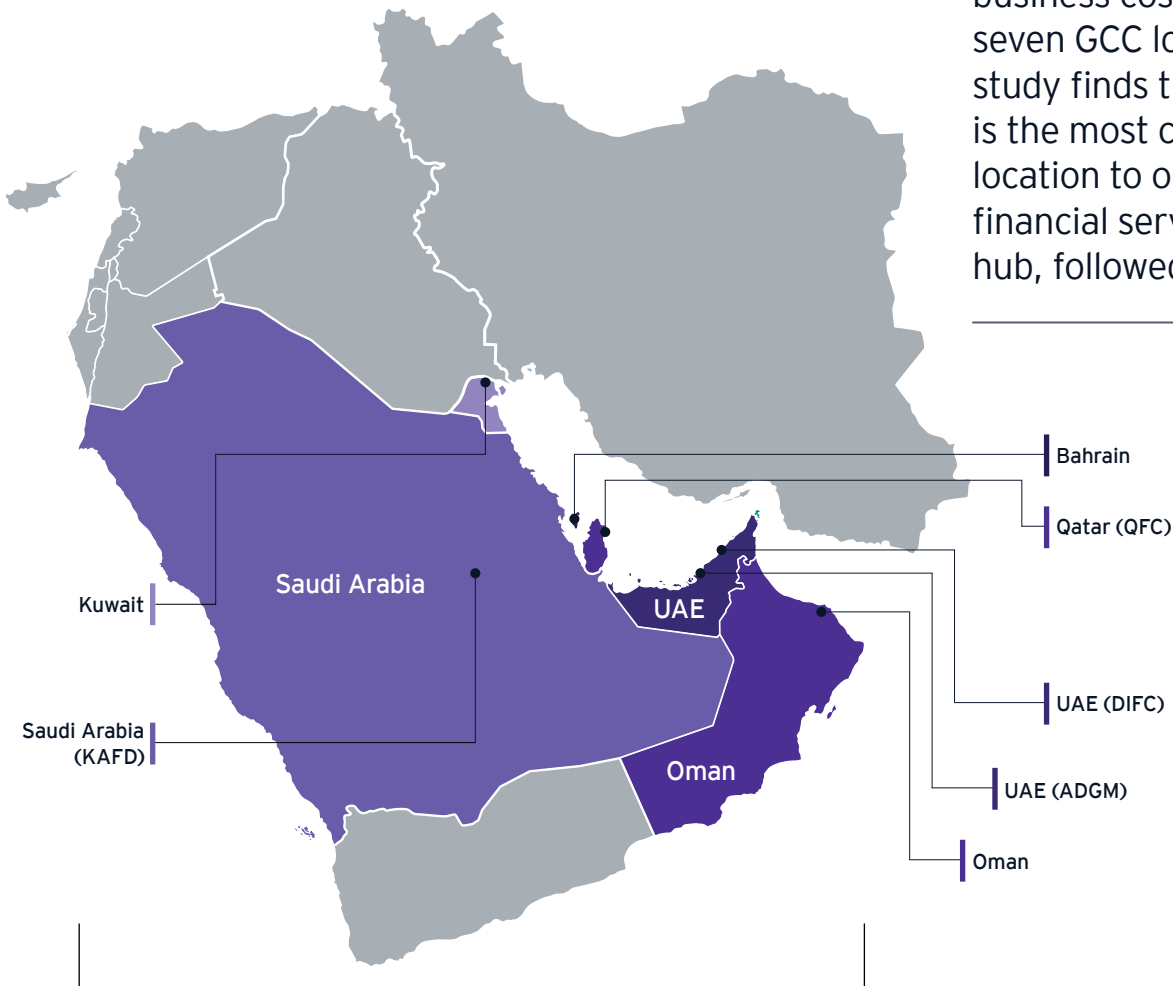 business cos
seven GCC lo
study finds t
is the most c
location to o
financial serv
hub, followed
Bahrain
Qatar (QFC)
Saudi Arabia
Kuwait
UAE
UAE (DIFC)
Saudi Arabia
(KAFD)
Oman
UAE (ADGM)
Oman